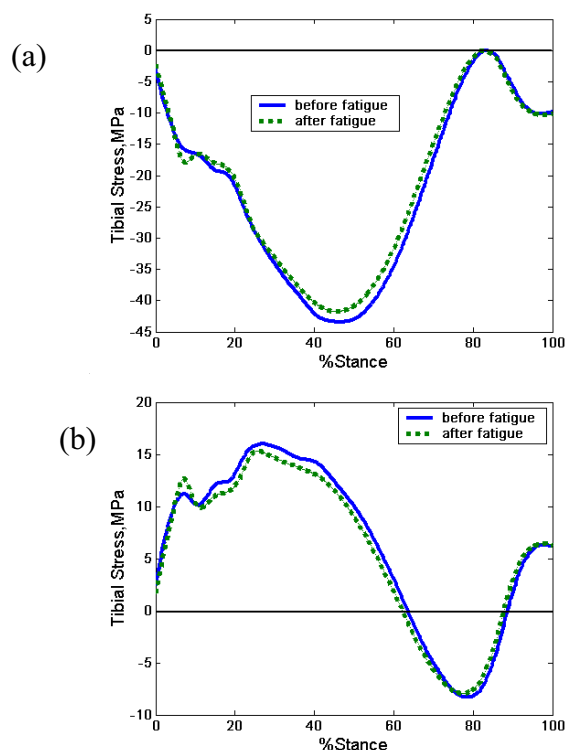 (a)
5
0
-5
-10
-15
-20
-25
-30
-35
-40
-45
Tibial Stress,MPa
before fatigue
after fatigue
0 20 40 60 80 100
%Stance
(b)
20
15
10
5
0
-5
-10
Tibial Stress,MPa
before fatigue
after fatigue
0 20 40 60 80 100
%Stance